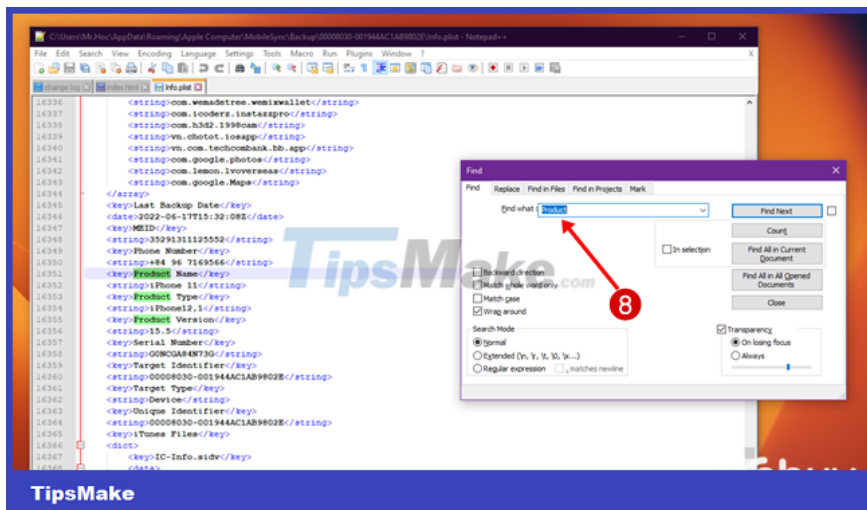 C:\Users\Mr.Hoc\AppData\Roaming\Apple Computer\MobileSync\Backup\00008030-001944AC1AB9802E\Info.plist - Notepad++
File Edit Search View Encoding Language Settings Tools Macro Run Plugins Window ?
X
change.log
index.html
Info.plist
16336 <string>com.wemadetree.wemixwallet</string>
16337 <string>com.icoderz.instazzpro</string>
16338 <string>com.h3d2.1998cam</string>
16339 <string>vn.chotot.iosapp</string>
16340 <string>vn.com.techcombank.bb.app</string>
16341 <string>com.google.photos</string>
16342 <string>com.lemon.lvoverseas</string>
16343 <string>com.google.Maps</string>
16344 </array>
16345 <key>Last Backup Date</key>
16346 <date>2022-06-17T15:32:08Z</date>
16347 <key>MEID</key>
16348 <string>35291311125552</string>
16349 <key>Phone Number</key>
16350 <string>+84 96 7169566</string>
16351 <key>Product Name</key>
16352 <string>iPhone 11</string>
16353 <key>Product Type</key>
16354 <string>iPhone12,1</string>
16355 <key>Product Version</key>
16356 <string>15.5</string>
16357 <key>Serial Number</key>
16358 <string>G0NCGA84N73G</string>
16359 <key>Target Identifier</key>
16360 <string>00008030-001944AC1AB9802E</string>
16361 <key>Target Type</key>
16362 <string>Device</string>
16363 <key>Unique Identifier</key>
16364 <string>00008030-001944AC1AB9802E</string>
16365 <key>iTunes Files</key>
16366 <dict>
16367 <key>IC-Info.sidv</key>
16368 <data>
Find
Find Replace Find in Files Find in Projects Mark
Find what : Product
Find Next
Count
In selection
Find All in Current Document
Find All in All Opened Documents
Close
Backward direction
Match whole word only
Match case
Wrap around
Search Mode
Normal
Extended (\n, \r, \t, \0, \x...)
Regular expression
. matches newline
Transparency
On losing focus
Always
8
TipsMake.com
TipsMake